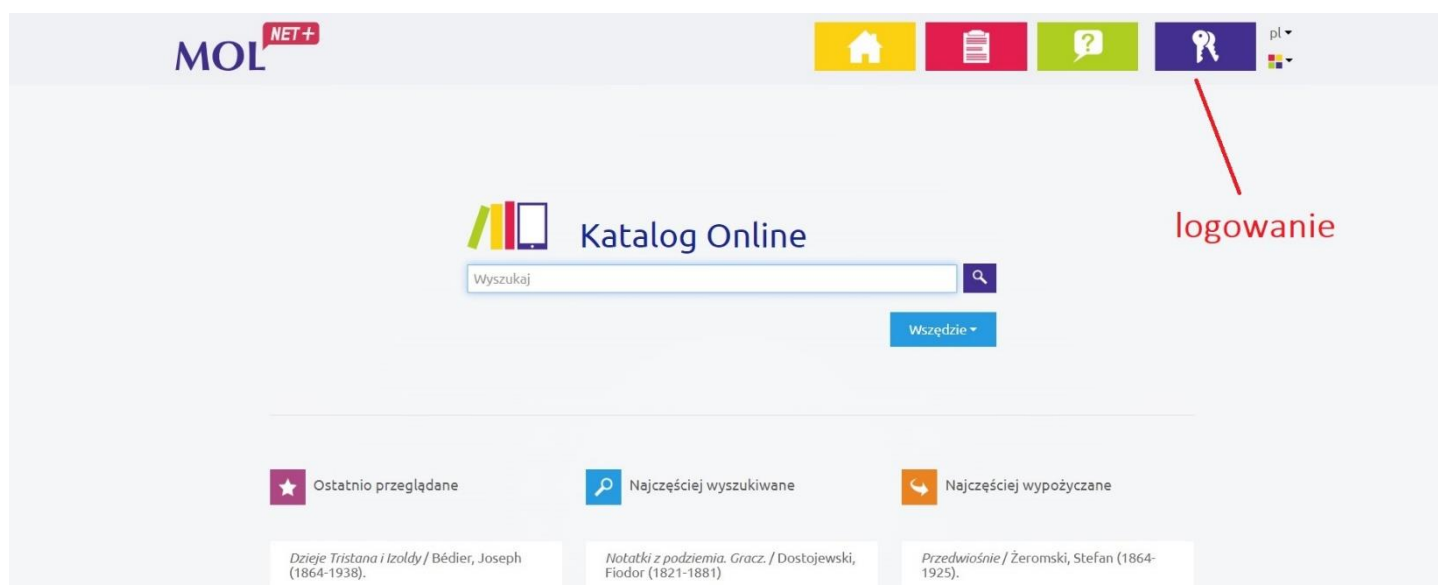 MOL NET+
pl
logowanie
Katalog Online
Wyszukaj
Wszędzie
Ostatnio przeglądane
Najczęściej wyszukiwane
Najczęściej wypożyczane
Dzieje Tristana i Izoldy / Bédier, Joseph
(1864-1938).
Notatki z podziemia. Gracz. / Dostojewski,
Fiodor (1821-1881)
Przedwiośnie / Żeromski, Stefan (1864-
1925).